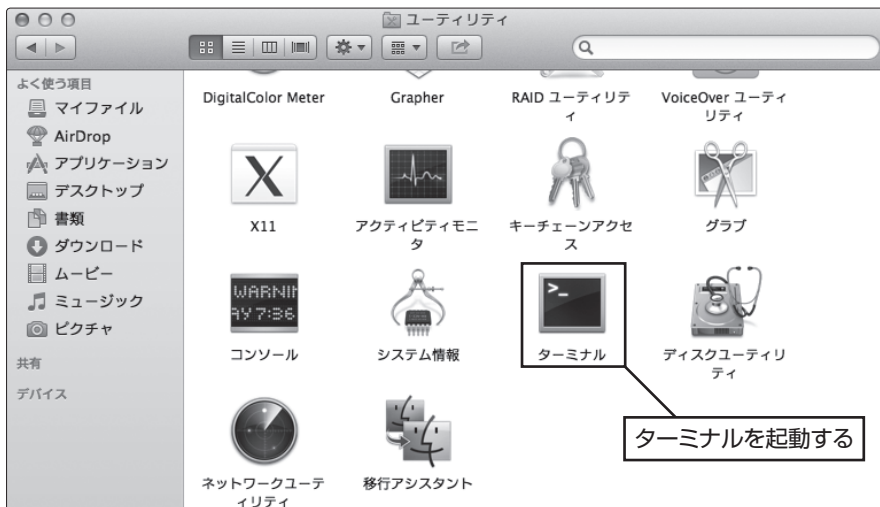 ユーティリティ
よく使う項目
マイファイル
AirDrop
アプリケーション
デスクトップ
書類
ダウンロード
ムービー
ミュージック
ピクチャ
共有
デバイス
DigitalColor Meter
Grapher
RAID ユーティリテ
ィ
VoiceOver ユーティ
リティ
X
X11
アクティビティモニ
タ
キーチェーンアクセ
ス
グラブ
WARNIN
AY 7:36
コンソール
システム情報
>_
ターミナル
ディスクユーティリ
ティ
ターミナルを起動する
ネットワークユーテ
ィリティ
移行アシスタント